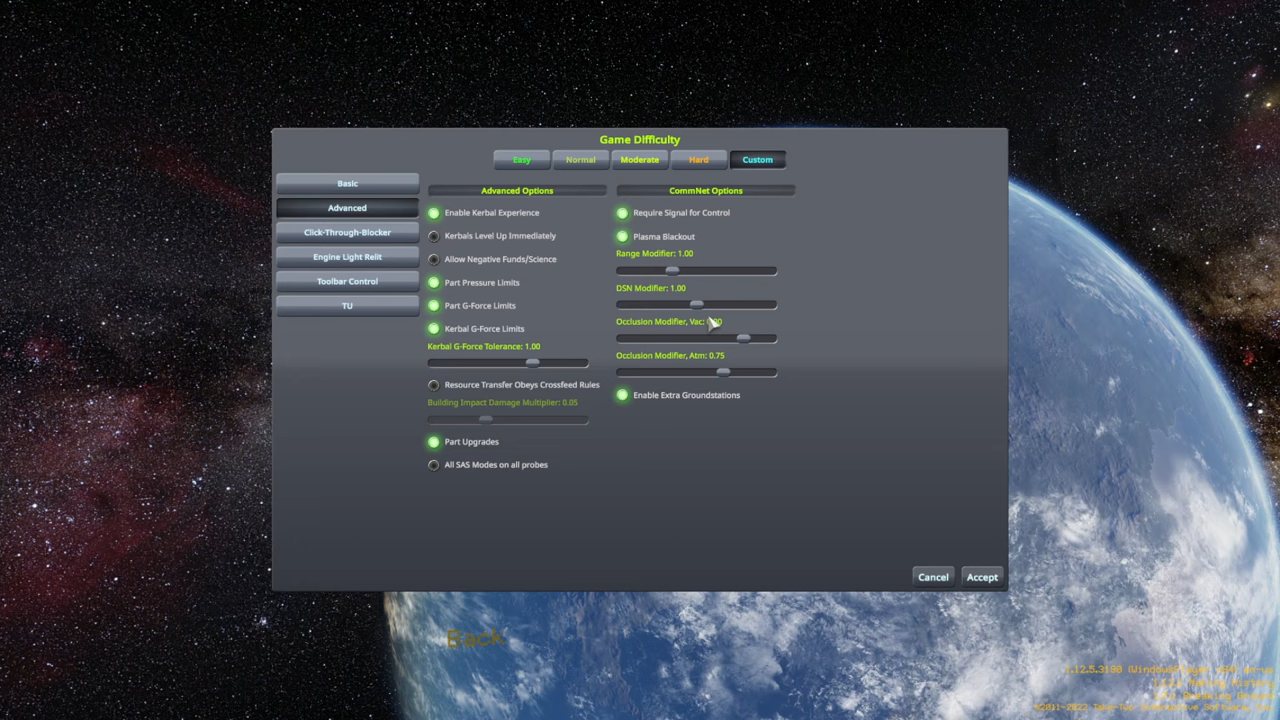 Game Difficulty
Easy Normal Moderate Hard Custom
Basic
Advanced
Click-Through-Blocker
Engine Light Relit
Toolbar Control
TU
Advanced Options
Enable Kerbal Experience
Kerbals Level Up Immediately
Allow Negative Funds/Science
Part Pressure Limits
Part G-Force Limits
Kerbal G-Force Limits
Kerbal G-Force Tolerance: 1.00
Resource Transfer Obeys Crossfeed Rules
Building Impact Damage Multiplier: 0.05
Part Upgrades
All SAS Modes on all probes
CommNet Options
Require Signal for Control
Plasma Blackout
Range Modifier: 1.00
DSN Modifier: 1.00
Occlusion Modifier, Vac:
Occlusion Modifier, Atm: 0.75
Enable Extra Groundstations
Cancel Accept
Back